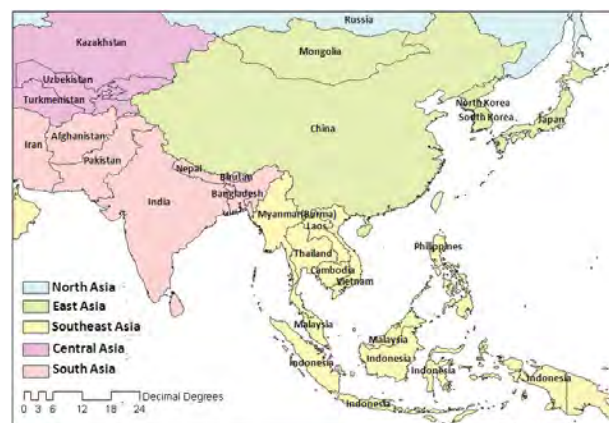 Russia
Kazakhstan
Mongolia
Uzbekistan
Turkmenistan
North Korea
South Korea
Japan
China
Afghanistan
Iran
Pakistan
Nepal
Bhutan
Bangladesh
India
Myanmar(Burma)
Laos
Thailand
Philippines
Cambodia
Vietnam
Malaysia
Malaysia
Indonesia
Indonesia
Indonesia
Indonesia
Indonesia
North Asia
East Asia
Southeast Asia
Central Asia
South Asia
Decimal Degrees
0 3 6 12 18 24